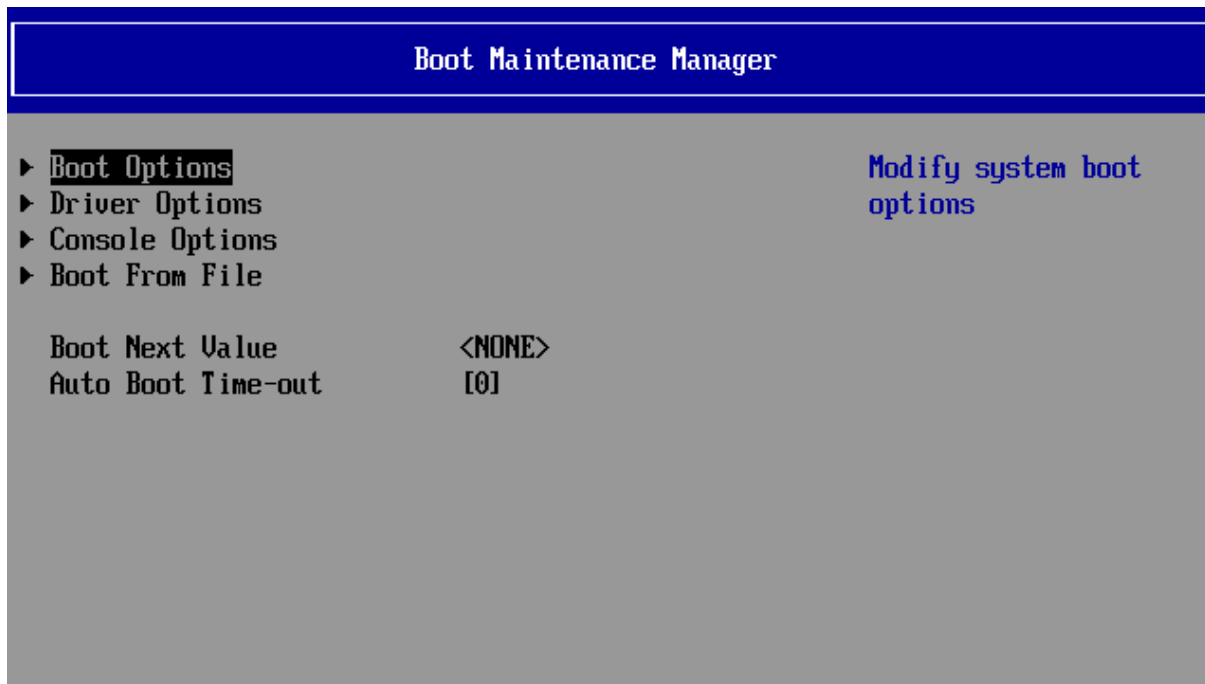 Boot Maintenance Manager
Boot Options
Driver Options
Console Options
Boot From File
Boot Next Value <NONE>
Auto Boot Time-out [0]
Modify system boot
options